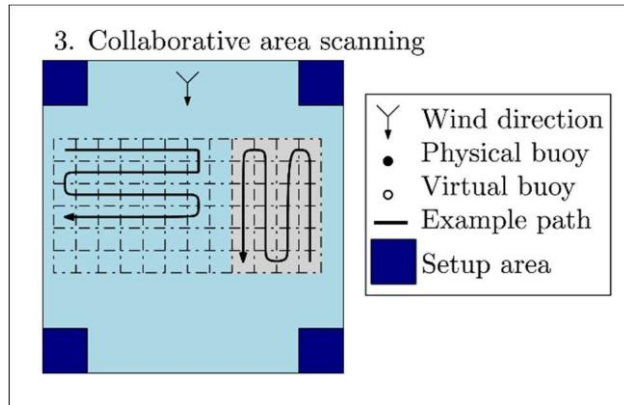 3. Collaborative area scanning
Wind direction
Physical buoy
Virtual buoy
Example path
Setup area